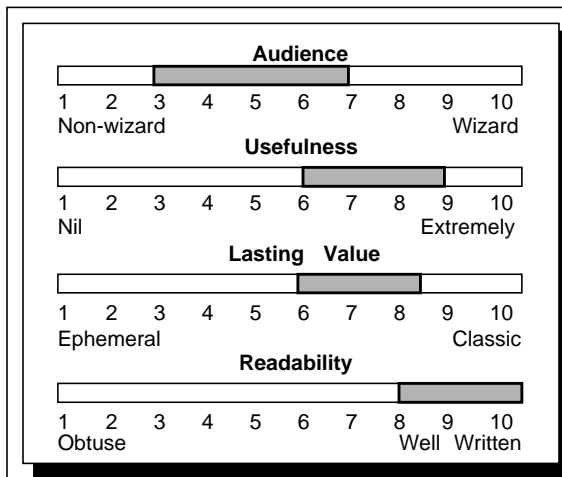 Audience
1 2 3 4 5 6 7 8 9 10
Non-wizard Wizard
Usefulness
1 2 3 4 5 6 7 8 9 10
Nil Extremely
Lasting Value
1 2 3 4 5 6 7 8 9 10
Ephemeral Classic
Readability
1 2 3 4 5 6 7 8 9 10
Obtuse Well Written